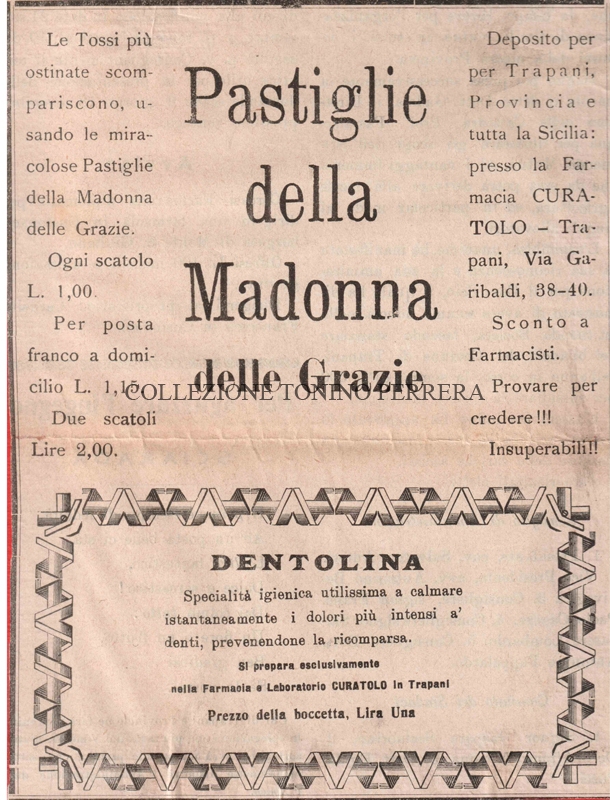 Le Tossi più
ostinate scom-
pariscono, u-
sando le mira-
colose Pastiglie
della Madonna
delle Grazie.
Ogni scatolo
L. 1,00.
Per posta
franco a domi-
cilio L. 1,15.
Due scatoli
Lire 2,00.
Pastiglie
della
Madonna
delle Grazie
COLLEZIONE TONINO PERRERA
Deposito per
per Trapani,
Provincia e
tutta la Sicilia:
presso la Far-
macia CURA-
TOLO – Tra-
pani, Via Ga-
ribaldi, 38-40.
Sconto a
Farmacisti.
Provare per
credere!!!
Insuperabili!!
DENTOLINA
Specialità igienica utilissima a calmare
istantaneamente i dolori più intensi a'
denti, prevenendone la ricomparsa.
Si prepara esclusivamente
nella Farmacia e Laboratorio CURATOLO in Trapani
Prezzo della boccetta, Lira Una